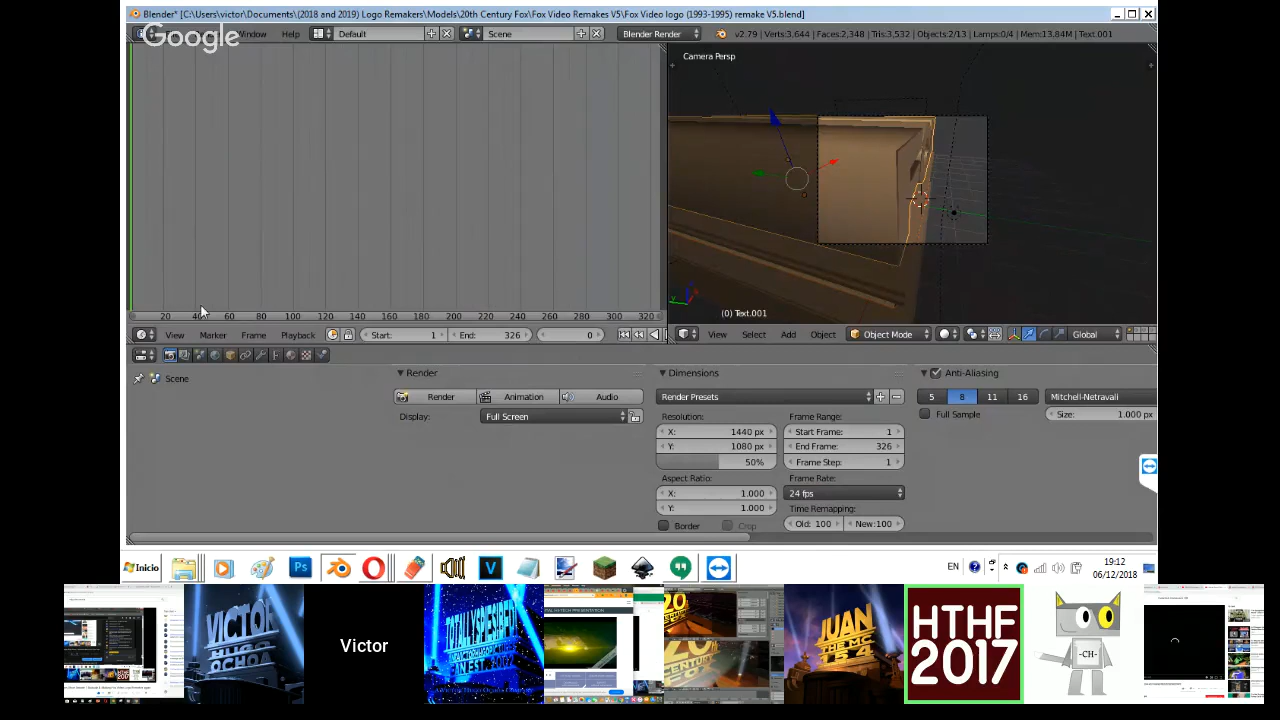 Blender* [C:\Users\victor\Documents\(2018 and 2019) Logo Remakers\Models\20th Century Fox\Fox Video Remakes V5\Fox Video logo (1993-1995) remake V5.blend]
Google
Window Help Default Scene Blender Render v2.79 | Verts:3,644 | Faces:2,348 | Tris:3,532 | Objects:2/13 | Lamps:0/4 | Mem:13.84M | Text.001
Camera Persp
(0) Text.001
20 40 60 80 100 120 140 160 180 200 220 240 260 280 300 320
View Marker Frame Playback Start: 1 End: 326 0
View Select Add Object Object Mode Global
Scene
Render
Render Animation Audio
Display: Full Screen
Dimensions
Render Presets
Resolution: Frame Range:
X: 1440 px Start Frame: 1
Y: 1080 px End Frame: 326
50% Frame Step: 1
Aspect Ratio: Frame Rate:
X: 1.000 24 fps
Y: 1.000 Time Remapping:
Border Crop Old: 100 New:100
Anti-Aliasing
5 8 11 16 Mitchell-Netravali
Full Sample Size: 1.000 px
Inicio
Ps
V
EN
19:12
06/12/2018
Victor
HTF
2017
-CH-